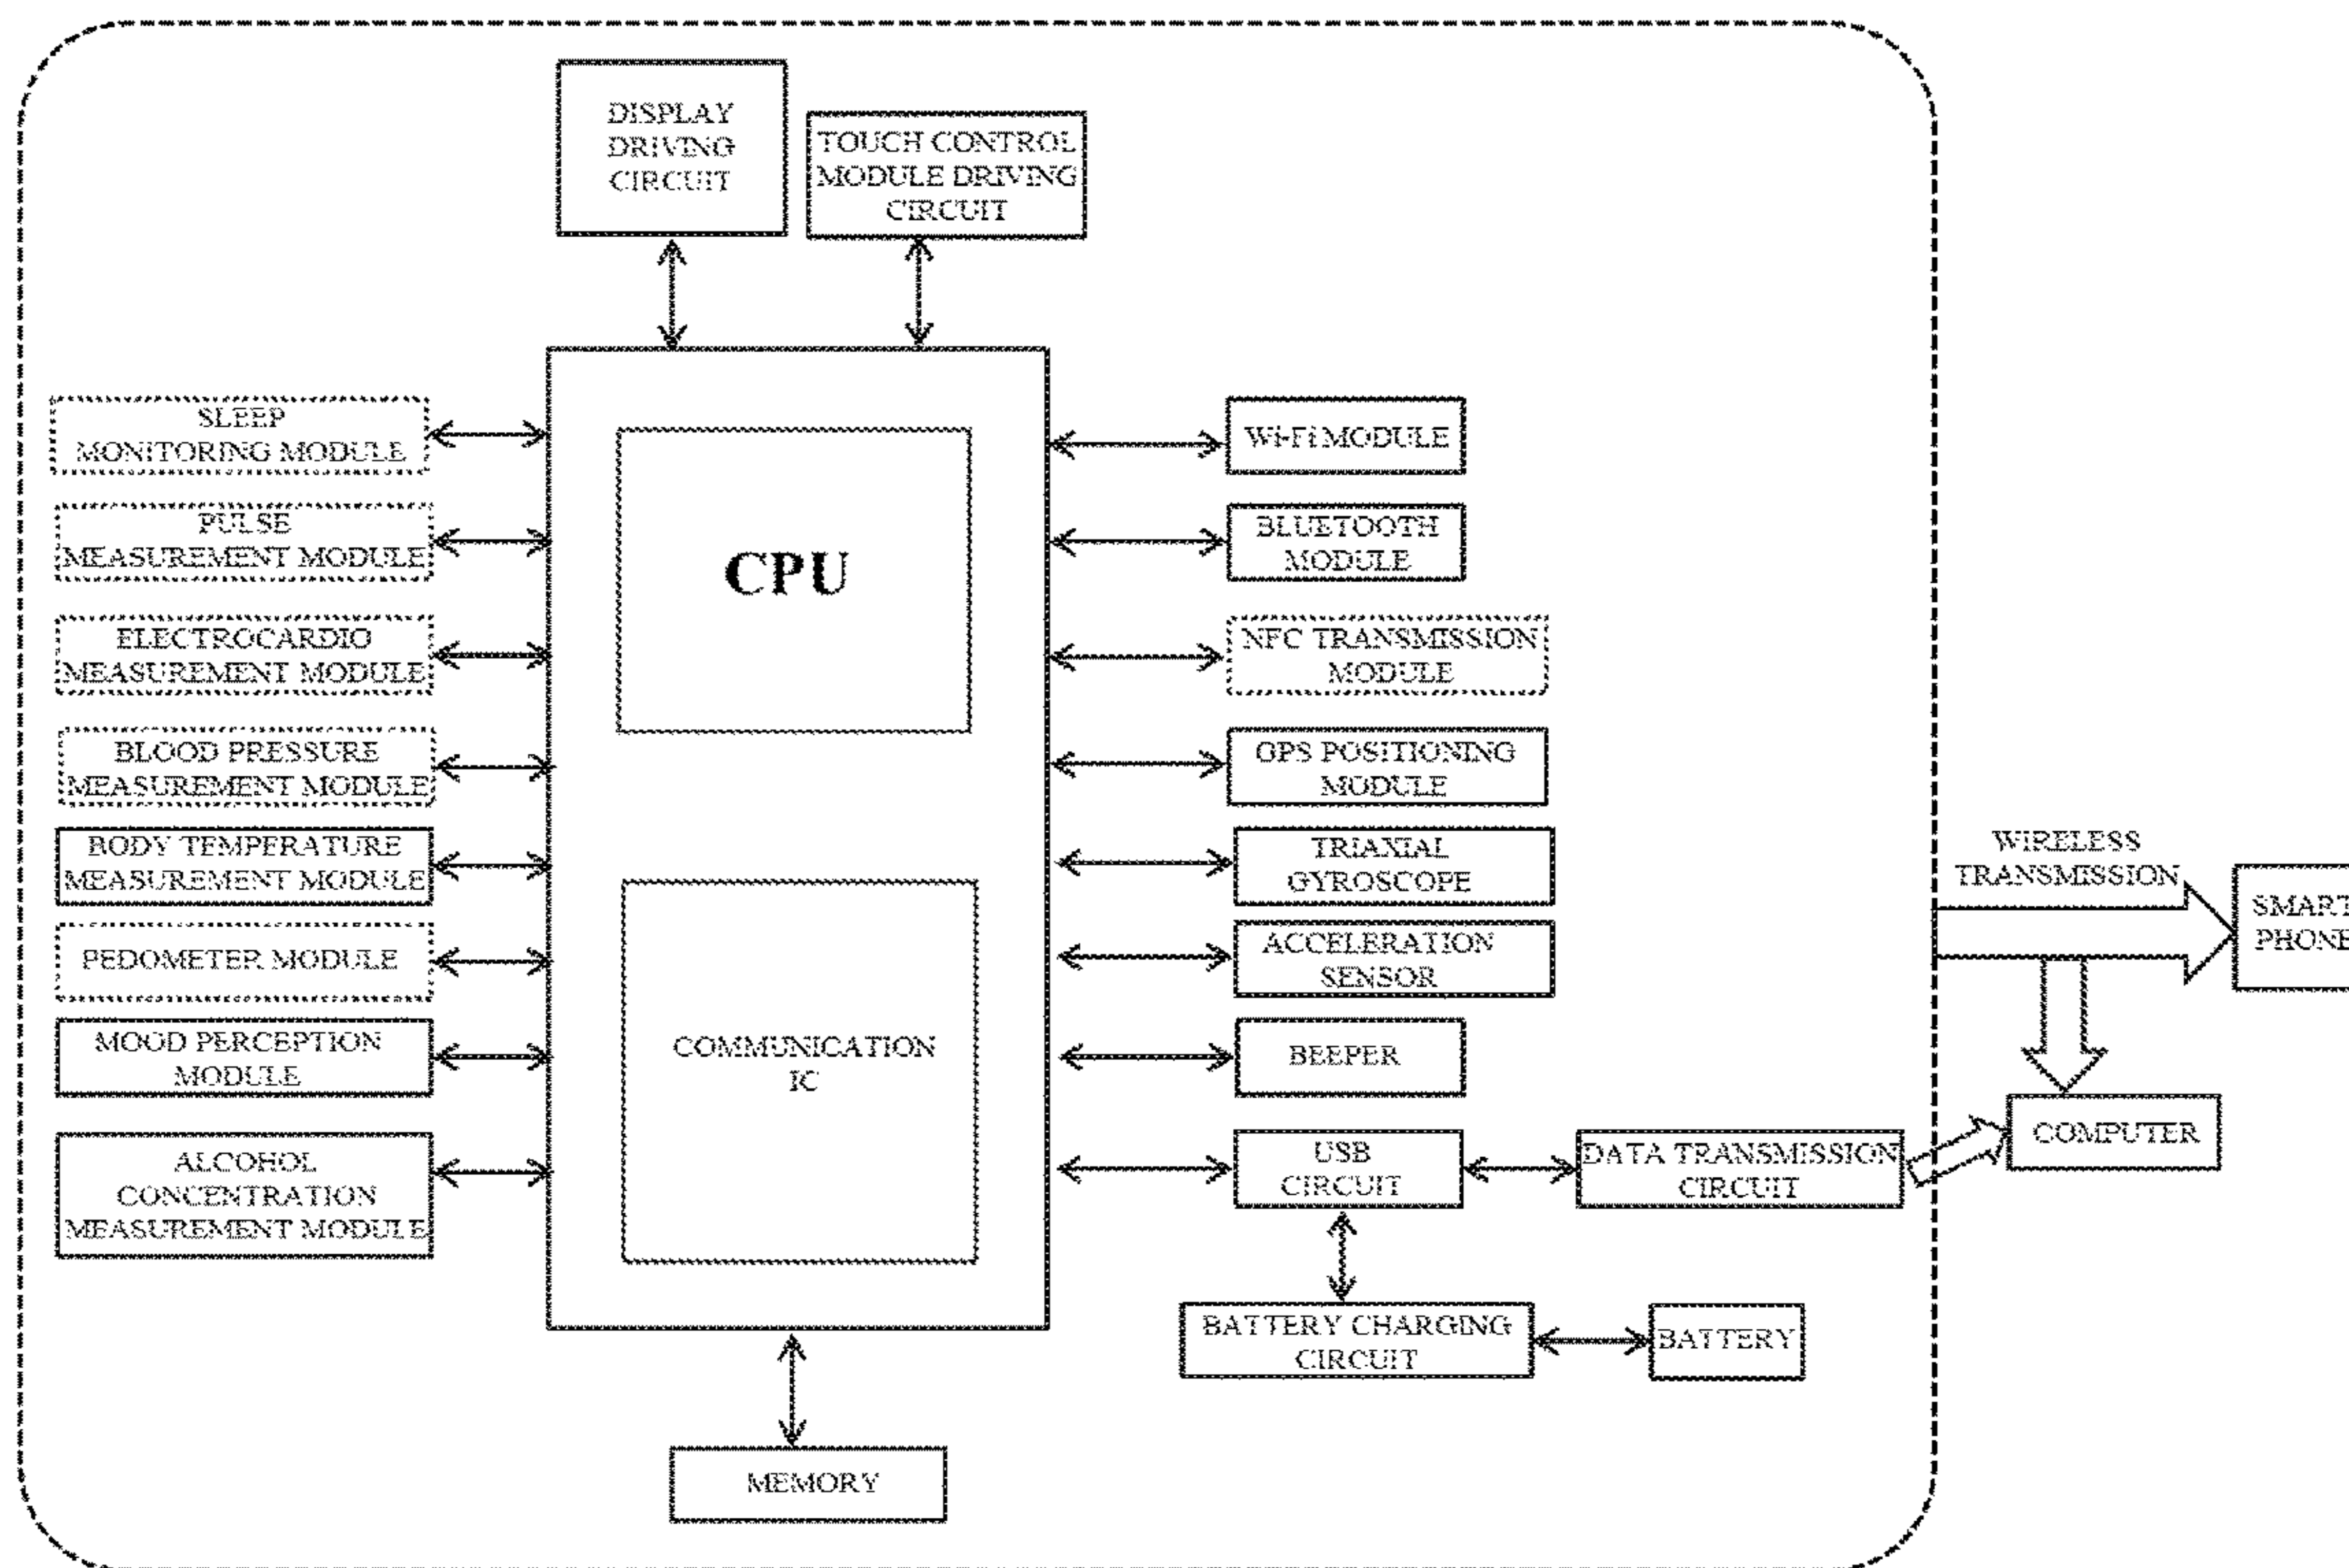 DISPLAY
DRIVING
CIRCUIT
TOUCH CONTROL
MODULE DRIVING
CIRCUIT
SLEEP
MONITORING MODULE
PULSE
MEASUREMENT MODULE
ELECTROCARDIO
MEASUREMENT MODULE
BLOOD PRESSURE
MEASUREMENT MODULE
BODY TEMPERATURE
MEASUREMENT MODULE
PEDOMETER MODULE
MOOD PERCEPTION
MODULE
ALCOHOL
CONCENTRATION
MEASUREMENT MODULE
CPU
COMMUNICATION
IC
Wi-Fi MODULE
BLUETOOTH
MODULE
NFC TRANSMISSION
MODULE
GPS POSITIONING
MODULE
TRIAXIAL
GYROSCOPE
ACCELERATION
SENSOR
BEEPER
USB
CIRCUIT
DATA TRANSMISSION
CIRCUIT
BATTERY CHARGING
CIRCUIT
BATTERY
MEMORY
WIRELESS
TRANSMISSION
SMART
PHONE
COMPUTER